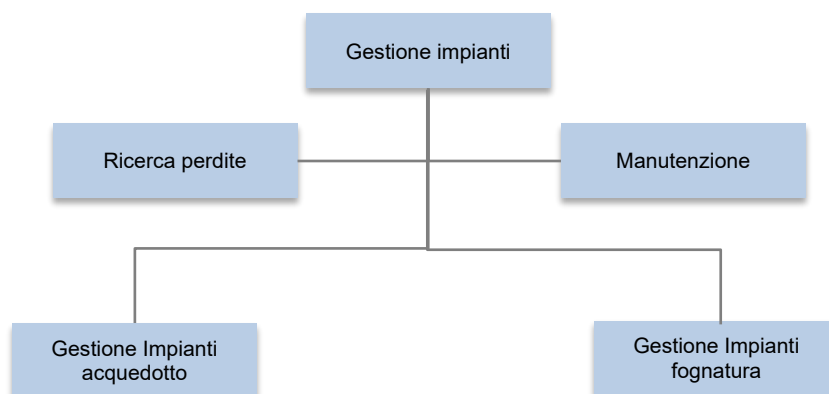 Gestione impianti
Ricerca perdite
Manutenzione
Gestione Impianti
acquedotto
Gestione Impianti
fognatura